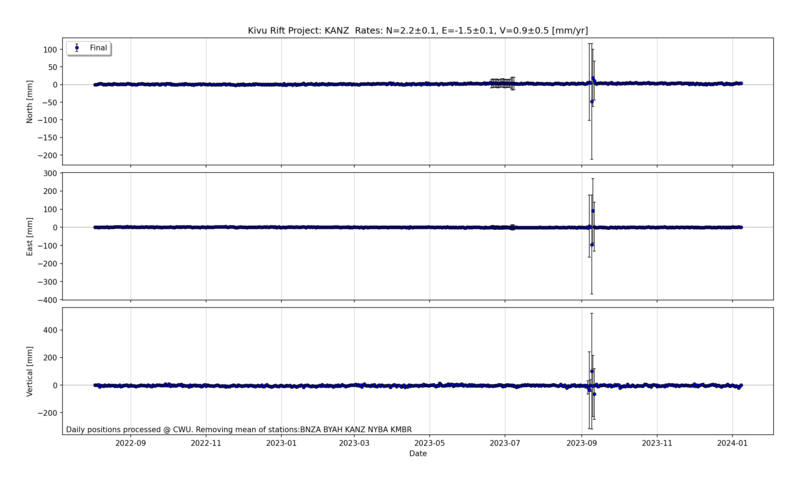 Kivu Rift Project: KANZ  Rates: N=2.2±0.1, E=-1.5±0.1, V=0.9±0.5 [mm/yr]
Final
100
50
0
−50
−100
−150
−200
North [mm]
300
200
100
0
−100
−200
−300
−400
East [mm]
400
200
0
−200
Vertical [mm]
Daily positions processed @ CWU. Removing mean of stations:BNZA BYAH KANZ NYBA KMBR
2022-09 2022-11 2023-01 2023-03 2023-05 2023-07 2023-09 2023-11 2024-01
Date